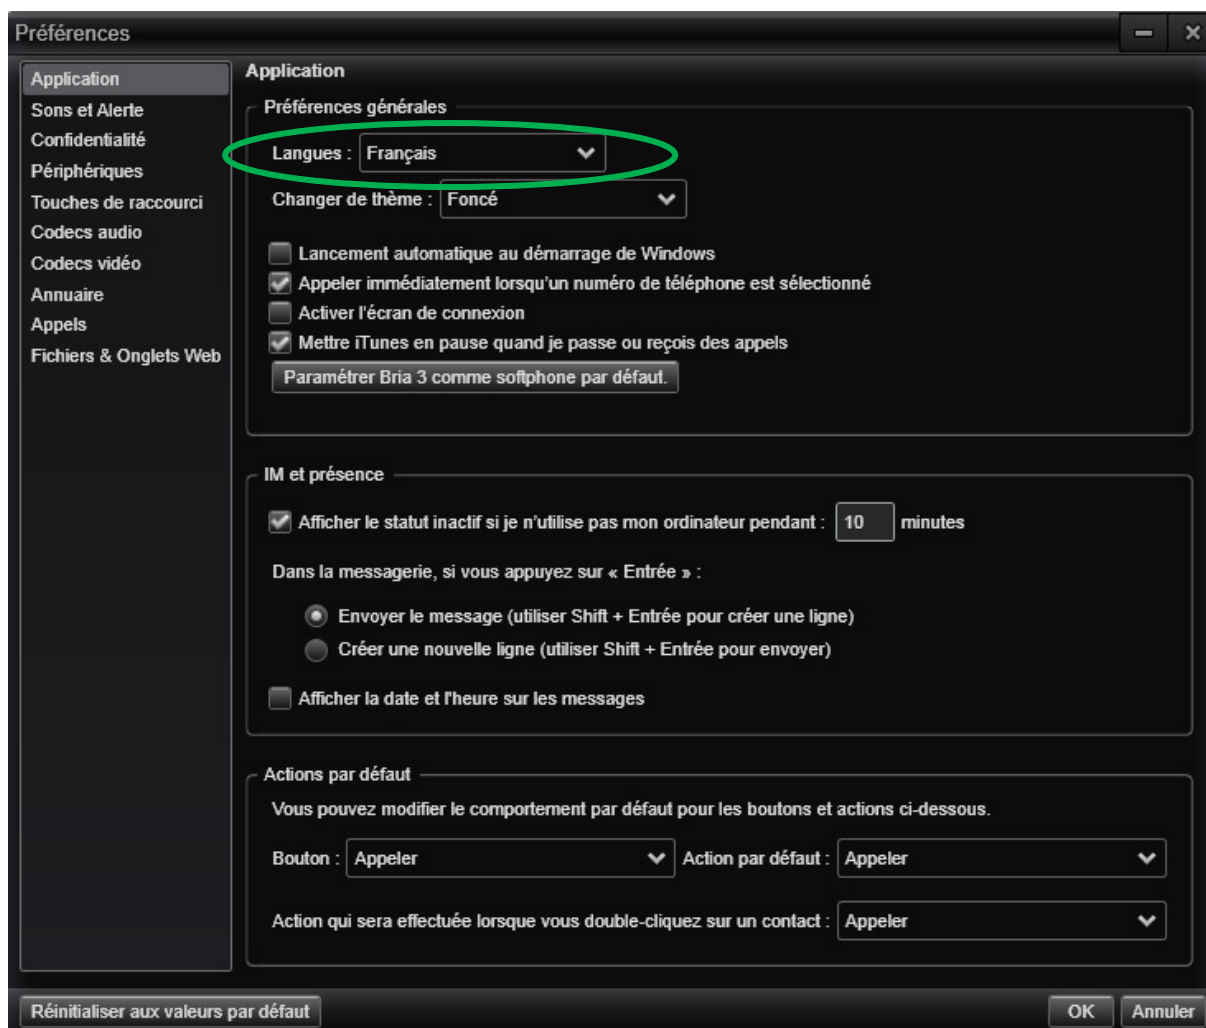 Préférences
Application
Sons et Alerte
Confidentialité
Périphériques
Touches de raccourci
Codecs audio
Codecs vidéo
Annuaire
Appels
Fichiers & Onglets Web
Application
Préférences générales
Langues : Français
Changer de thème : Foncé
Lancement automatique au démarrage de Windows
Appeler immédiatement lorsqu'un numéro de téléphone est sélectionné
Activer l'écran de connexion
Mettre iTunes en pause quand je passe ou reçois des appels
Paramétrer Bria 3 comme softphone par défaut.
IM et présence
Afficher le statut inactif si je n'utilise pas mon ordinateur pendant : 10 minutes
Dans la messagerie, si vous appuyez sur « Entrée » :
Envoyer le message (utiliser Shift + Entrée pour créer une ligne)
Créer une nouvelle ligne (utiliser Shift + Entrée pour envoyer)
Afficher la date et l'heure sur les messages
Actions par défaut
Vous pouvez modifier le comportement par défaut pour les boutons et actions ci-dessous.
Bouton : Appeler Action par défaut : Appeler
Action qui sera effectuée lorsque vous double-cliquez sur un contact : Appeler
Réinitialiser aux valeurs par défaut OK Annuler